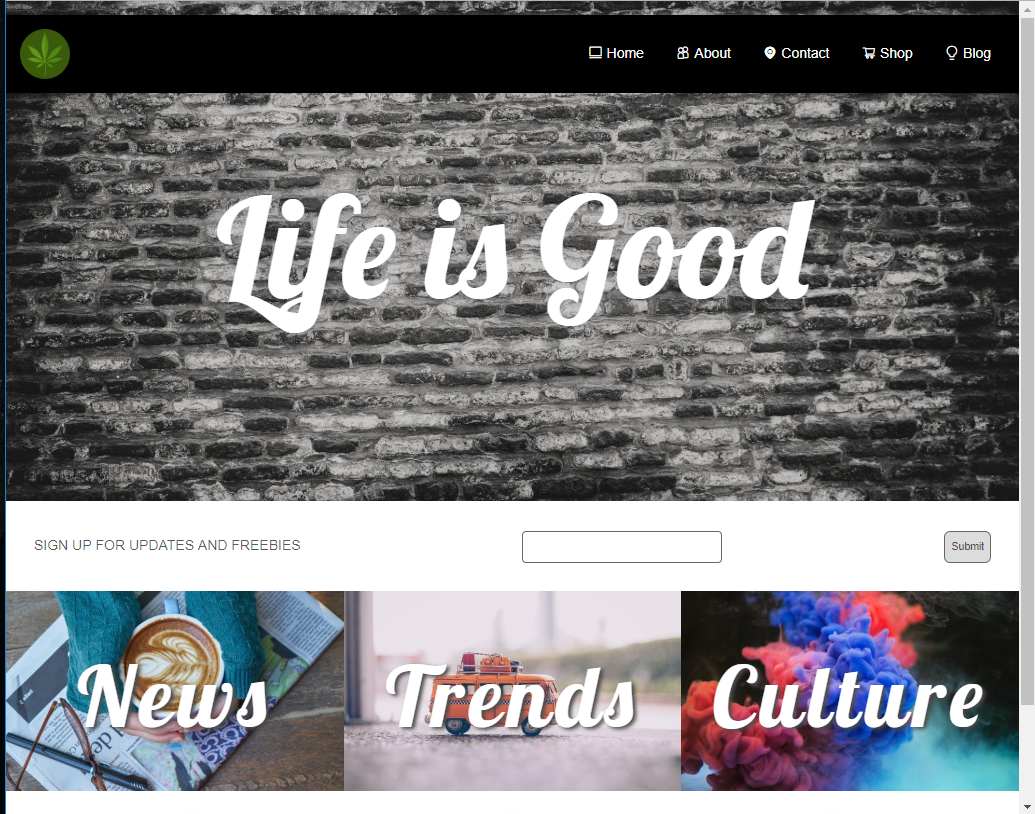 Home About Contact Shop Blog
Life is Good
SIGN UP FOR UPDATES AND FREEBIES Submit
News Trends Culture